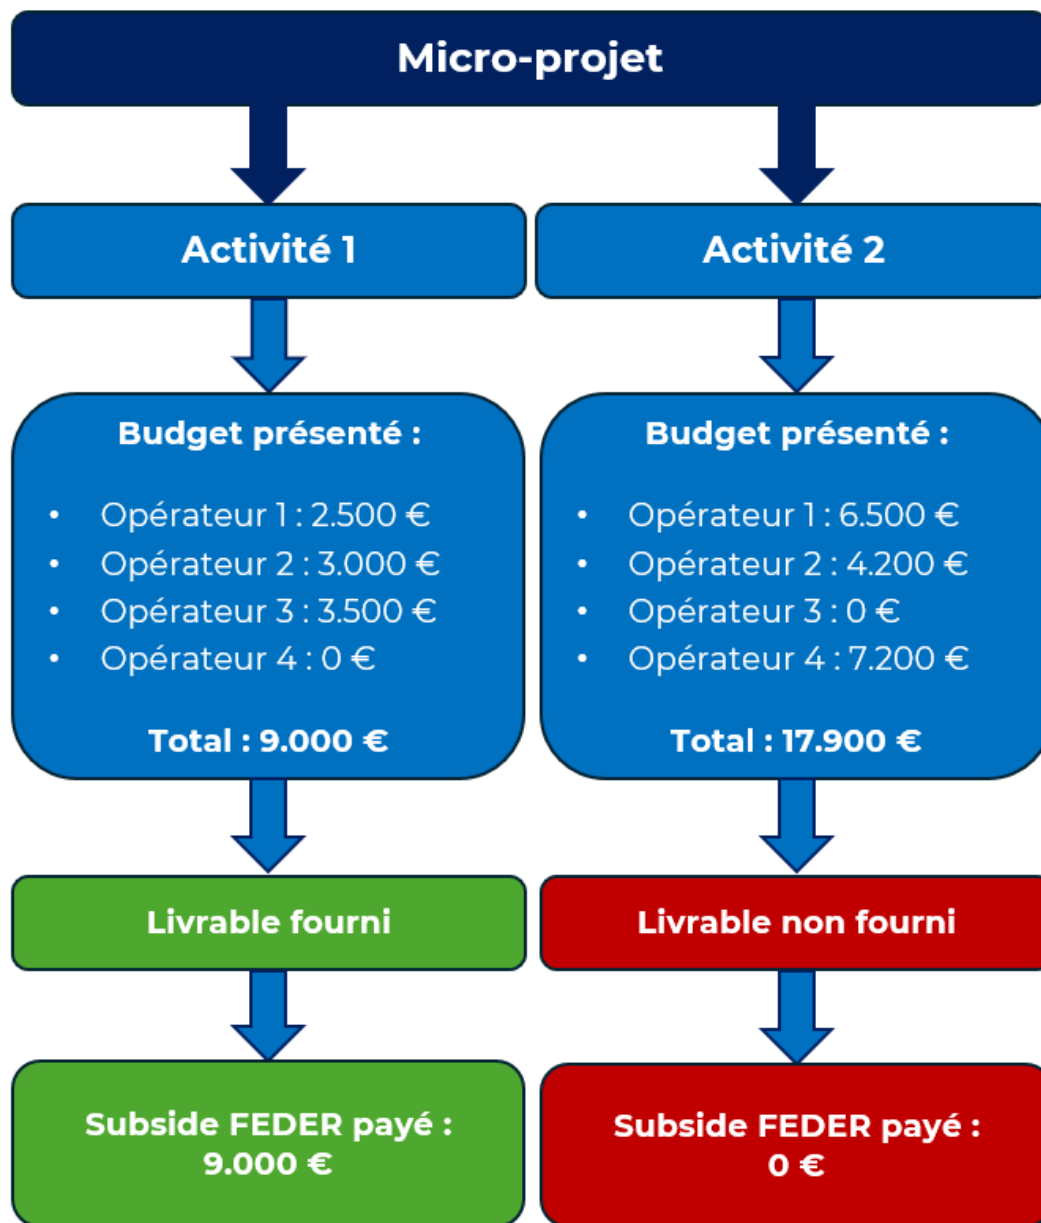 Micro-projet
Activité 1
Budget présenté :
• Opérateur 1 : 2.500 €
• Opérateur 2 : 3.000 €
• Opérateur 3 : 3.500 €
• Opérateur 4 : 0 €
Total : 9.000 €
Livrable fourni
Subside FEDER payé :
9.000 €
Activité 2
Budget présenté :
• Opérateur 1 : 6.500 €
• Opérateur 2 : 4.200 €
• Opérateur 3 : 0 €
• Opérateur 4 : 7.200 €
Total : 17.900 €
Livrable non fourni
Subside FEDER payé :
0 €